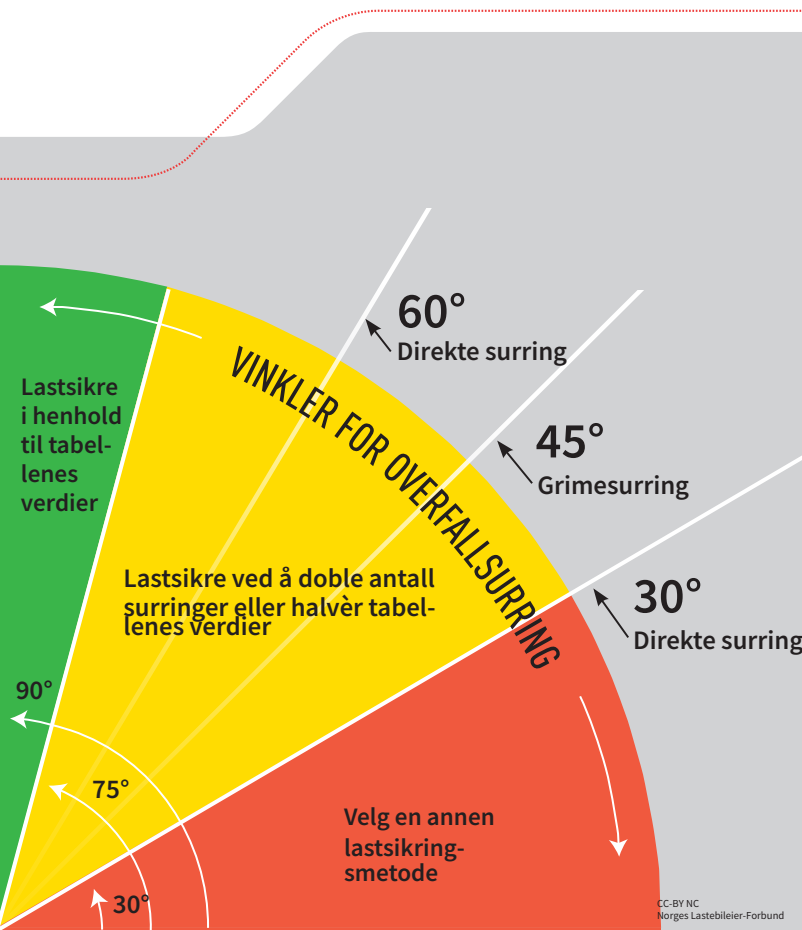 60°
Direkte surring
VINKLER FOR OVERFALLSURRING
Lastsikre
i henhold
til tabel-
lenes
verdier
45°
Grimesurring
Lastsikre ved å doble antall
surringer eller halvèr tabel-
lenes verdier
30°
Direkte surring
90°
75°
30°
Velg en annen
lastsikring-
smetode
CC-BY NC
Norges Lastebileier-Forbund